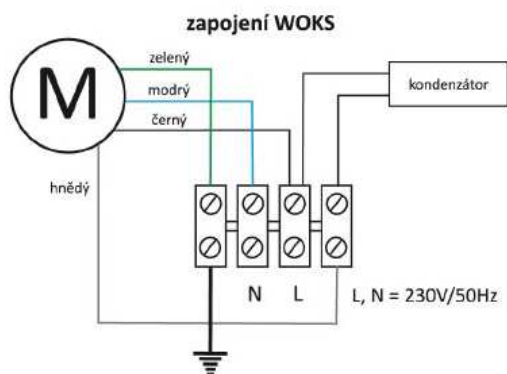 zapojení WOKS
zelený
M
modrý
kondenzátor
černý
hnědý
N L L, N = 230V/50Hz